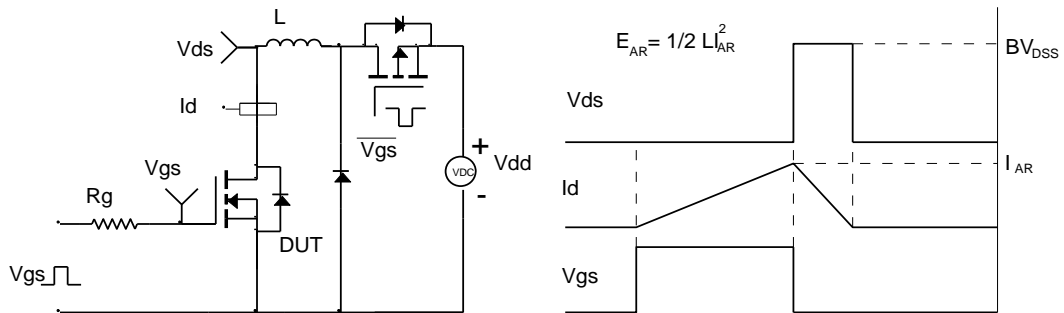 L
Vds
Id
Vgs
Vgs
+
Vdd
VDC
-
Vgs
Rg
DUT
Vgs
E_AR = 1/2 LI_AR^2
BV_DSS
Vds
I_AR
Id
Vgs